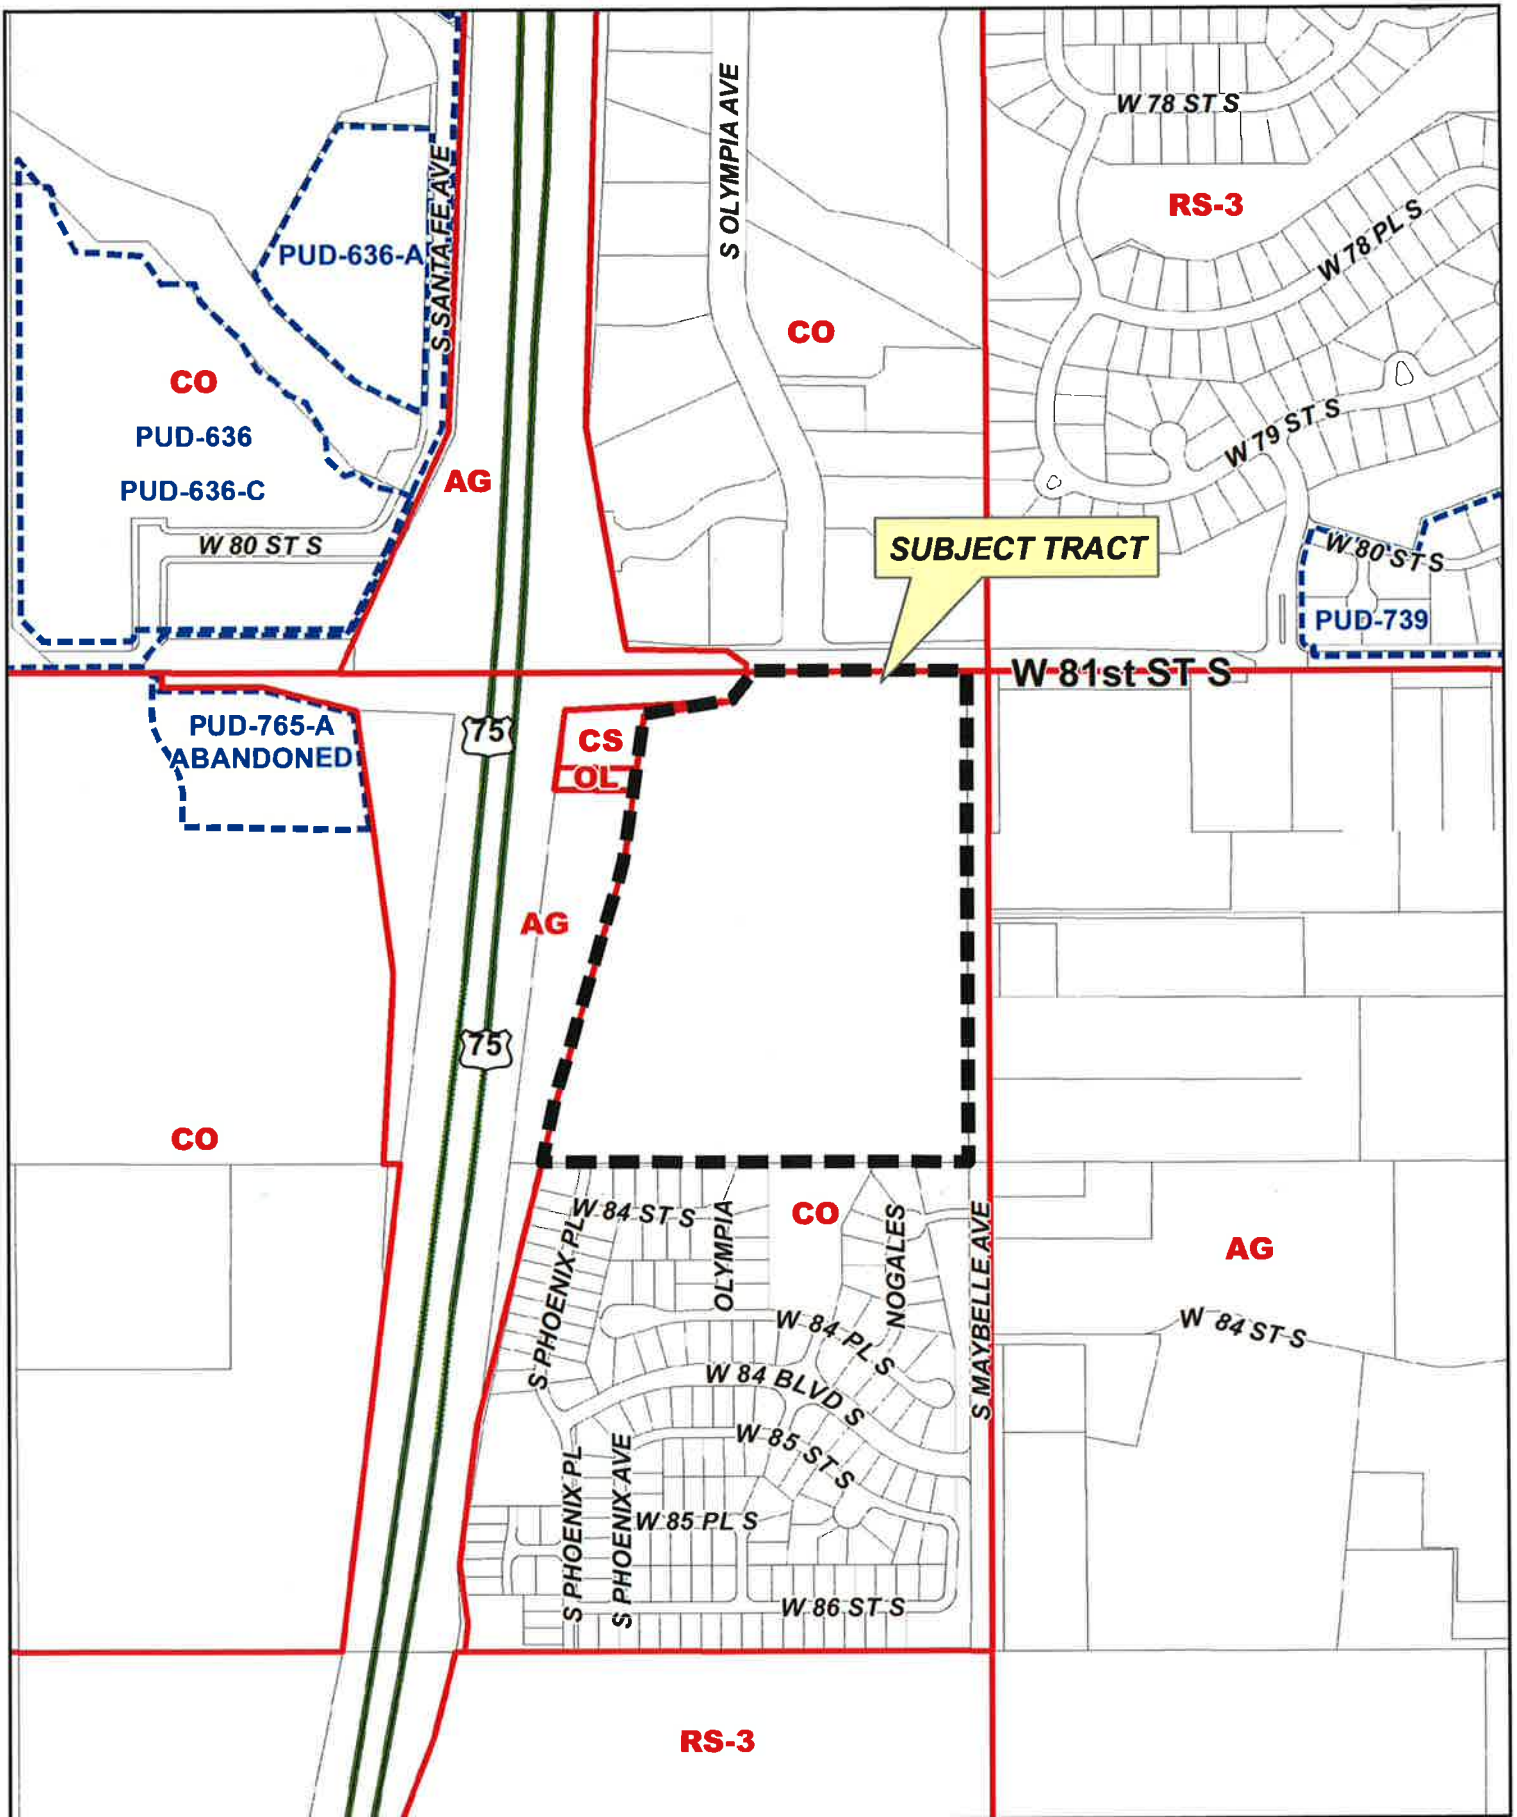 W 78 ST S
S OLYMPIA AVE
RS-3
S SANTA FE AVE
PUD-636-A
W 78 PL S
CO
CO
PUD-636
PUD-636-C
W 79 ST S
AG
W 80 ST S
SUBJECT TRACT
W 80 ST S
PUD-739
W 81st ST S
PUD-765-A
ABANDONED
75
CS
OL
AG
75
CO
W 84 ST S
OLYMPIA
CO
NOGALES
S MAYBELLE AVE
AG
S PHOENIX PL
W 84 PL S
W 84 ST S
W 84 BLVD S
W 85 ST S
S PHOENIX PL
S PHOENIX AVE
W 85 PL S
W 86 ST S
RS-3